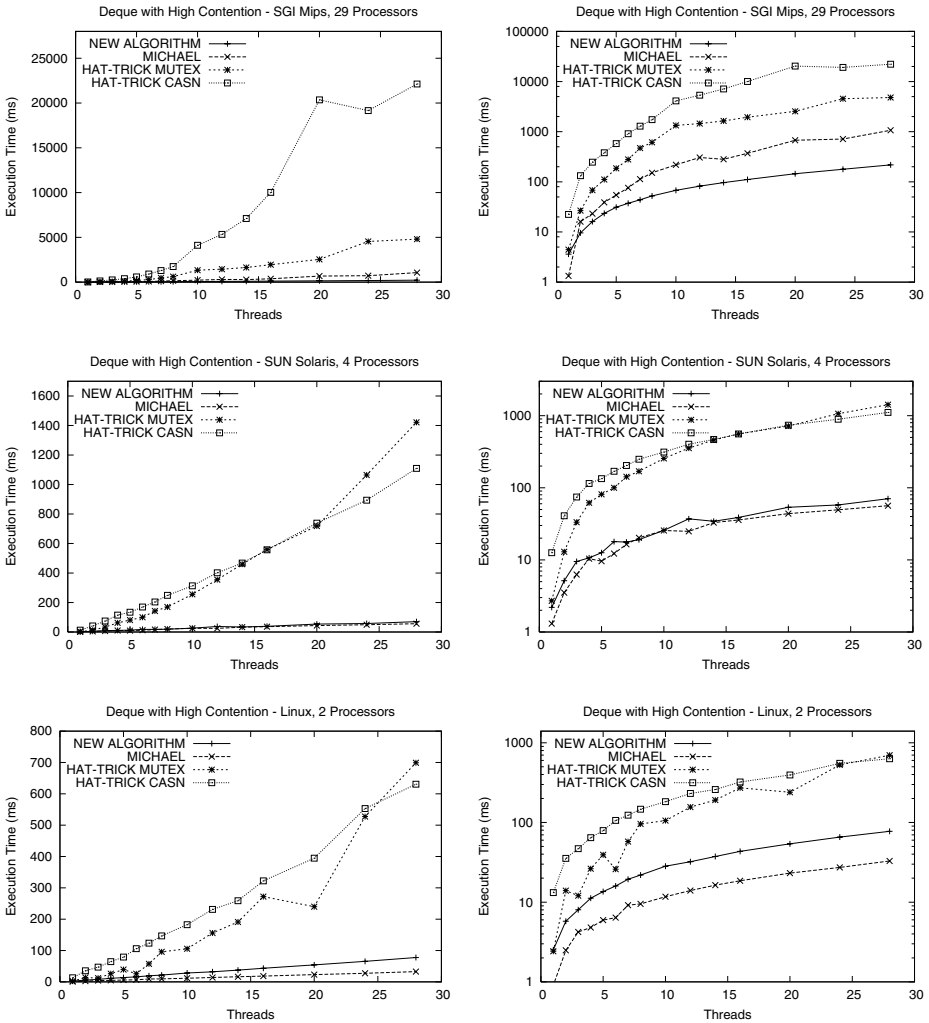 Deque with High Contention - SGI Mips, 29 Processors
NEW ALGORITHM
MICHAEL
HAT-TRICK MUTEX
HAT-TRICK CASN
25000
20000
15000
10000
5000
0
0 5 10 15 20 25 30
Execution Time (ms)
Threads
Deque with High Contention - SGI Mips, 29 Processors
NEW ALGORITHM
MICHAEL
HAT-TRICK MUTEX
HAT-TRICK CASN
100000
10000
1000
100
10
1
0 5 10 15 20 25 30
Execution Time (ms)
Threads
Deque with High Contention - SUN Solaris, 4 Processors
NEW ALGORITHM
MICHAEL
HAT-TRICK MUTEX
HAT-TRICK CASN
1600
1400
1200
1000
800
600
400
200
0
0 5 10 15 20 25 30
Execution Time (ms)
Threads
Deque with High Contention - SUN Solaris, 4 Processors
NEW ALGORITHM
MICHAEL
HAT-TRICK MUTEX
HAT-TRICK CASN
1000
100
10
1
0 5 10 15 20 25 30
Execution Time (ms)
Threads
Deque with High Contention - Linux, 2 Processors
NEW ALGORITHM
MICHAEL
HAT-TRICK MUTEX
HAT-TRICK CASN
800
700
600
500
400
300
200
100
0
0 5 10 15 20 25 30
Execution Time (ms)
Threads
Deque with High Contention - Linux, 2 Processors
NEW ALGORITHM
MICHAEL
HAT-TRICK MUTEX
HAT-TRICK CASN
1000
100
10
1
0 5 10 15 20 25 30
Execution Time (ms)
Threads